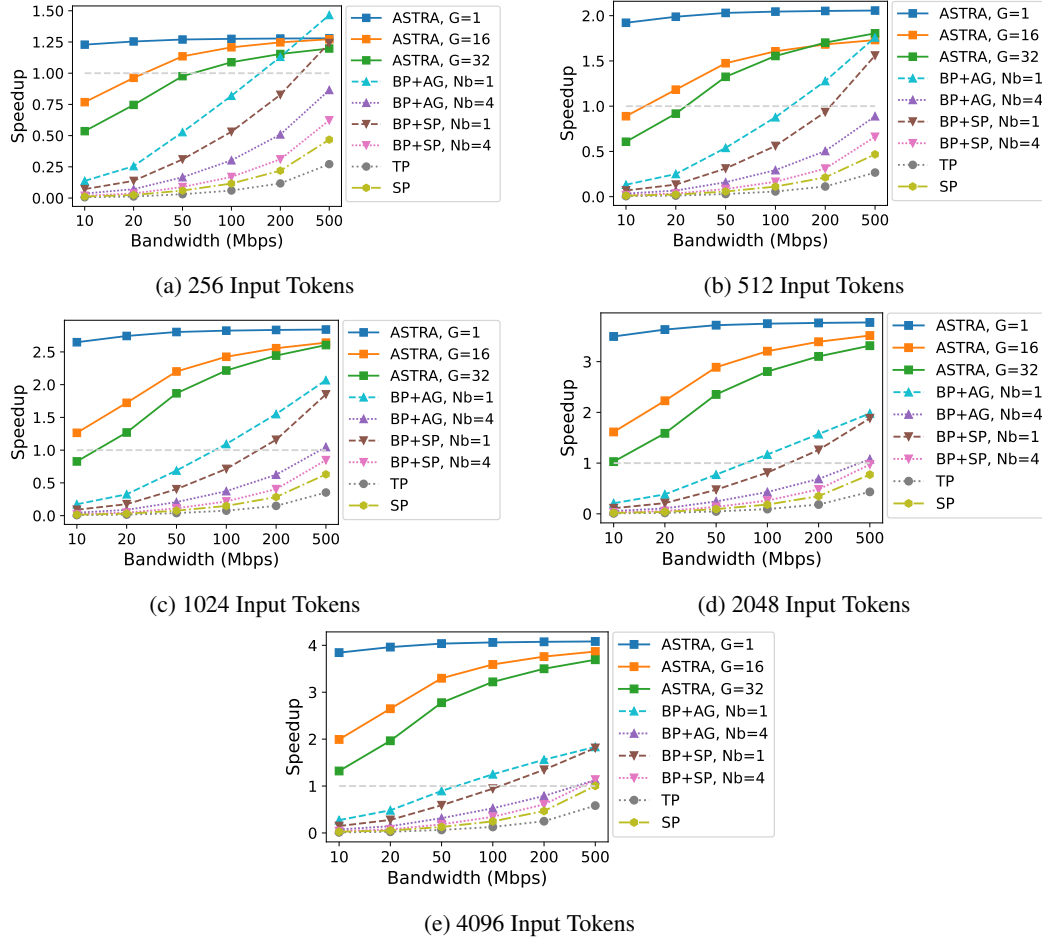 1.50
1.25
1.00
0.75
0.50
0.25
0.00
Speedup
10 20 50 100 200 500
Bandwidth (Mbps)
ASTRA, G=1
ASTRA, G=16
ASTRA, G=32
BP+AG, Nb=1
BP+AG, Nb=4
BP+SP, Nb=1
BP+SP, Nb=4
TP
SP
(a) 256 Input Tokens
2.0
1.5
1.0
0.5
0.0
Speedup
10 20 50 100 200 500
Bandwidth (Mbps)
ASTRA, G=1
ASTRA, G=16
ASTRA, G=32
BP+AG, Nb=1
BP+AG, Nb=4
BP+SP, Nb=1
BP+SP, Nb=4
TP
SP
(b) 512 Input Tokens
2.5
2.0
1.5
1.0
0.5
0.0
Speedup
10 20 50 100 200 500
Bandwidth (Mbps)
ASTRA, G=1
ASTRA, G=16
ASTRA, G=32
BP+AG, Nb=1
BP+AG, Nb=4
BP+SP, Nb=1
BP+SP, Nb=4
TP
SP
(c) 1024 Input Tokens
3
2
1
0
Speedup
10 20 50 100 200 500
Bandwidth (Mbps)
ASTRA, G=1
ASTRA, G=16
ASTRA, G=32
BP+AG, Nb=1
BP+AG, Nb=4
BP+SP, Nb=1
BP+SP, Nb=4
TP
SP
(d) 2048 Input Tokens
4
3
2
1
0
Speedup
10 20 50 100 200 500
Bandwidth (Mbps)
ASTRA, G=1
ASTRA, G=16
ASTRA, G=32
BP+AG, Nb=1
BP+AG, Nb=4
BP+SP, Nb=1
BP+SP, Nb=4
TP
SP
(e) 4096 Input Tokens